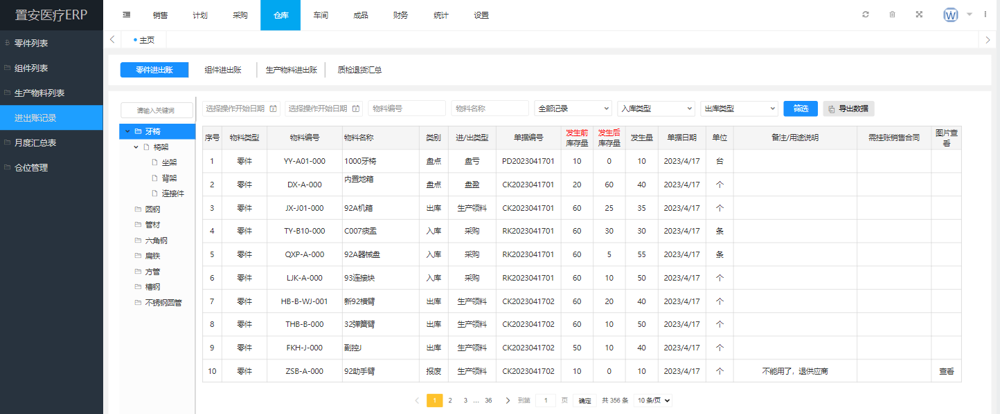 置安医疗ERP
销售 计划 采购 仓库 车间 成品 财务 统计 设置
W
零件列表
组件列表
生产物料列表
进出账记录
月度汇总表
仓位管理
主页
零件进出账 组件进出账 生产物料进出账 质检退货汇总
请输入关键词
牙椅
椅架
坐架
背架
连接件
圆钢
管材
六角钢
扁铁
方管
槽钢
不锈钢圆管
选择操作开始日期 选择操作开始日期 物料编号 物料名称 全部记录 入库类型 出库类型 筛选 导出数据
序号 物料类型 物料编号 物料名称 类别 进/出类型 单据编号 发生前库存量 发生后库存量 发生量 单据日期 单位 备注/用途说明 需挂账销售合同 图片查看
1 零件 YY-A01-000 1000牙椅 盘点 盘亏 PD2023041701 10 0 10 2023/4/17 台
2 零件 DX-A-000 内置地箱 盘点 盘盈 CK2023041701 20 60 40 2023/4/17 个
3 零件 JX-J01-000 92A机箱 出库 生产领料 CK2023041701 60 25 35 2023/4/17 个
4 零件 TY-B10-000 C007痰盂 入库 采购 RK2023041701 60 30 30 2023/4/17 条
5 零件 QXP-A-000 92A器械盘 入库 采购 RK2023041701 60 5 55 2023/4/17 条
6 零件 LJK-A-000 93连接块 入库 采购 RK2023041701 60 10 50 2023/4/17 个
7 零件 HB-B-WJ-001 新92横臂 出库 生产领料 CK2023041702 60 20 40 2023/4/17 个
8 零件 THB-B-000 32弹簧臂 出库 生产领料 CK2023041702 60 10 50 2023/4/17 个
9 零件 FKH-J-000 副控J 出库 生产领料 CK2023041702 50 10 40 2023/4/17 个
10 零件 ZSB-A-000 92助手臂 报废 生产领料 CK2023041702 10 0 10 2023/4/17 个 不能用了，退供应商 查看
1 2 3 ... 36 到第 1 页 确定 共 356 条 10 条/页